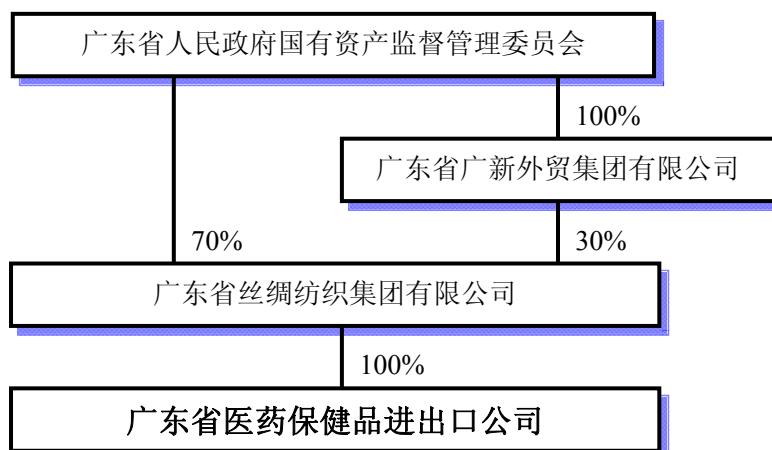 广东省人民政府国有资产监督管理委员会
100%
广东省广新外贸集团有限公司
70%
30%
广东省丝绸纺织集团有限公司
100%
广东省医药保健品进出口公司